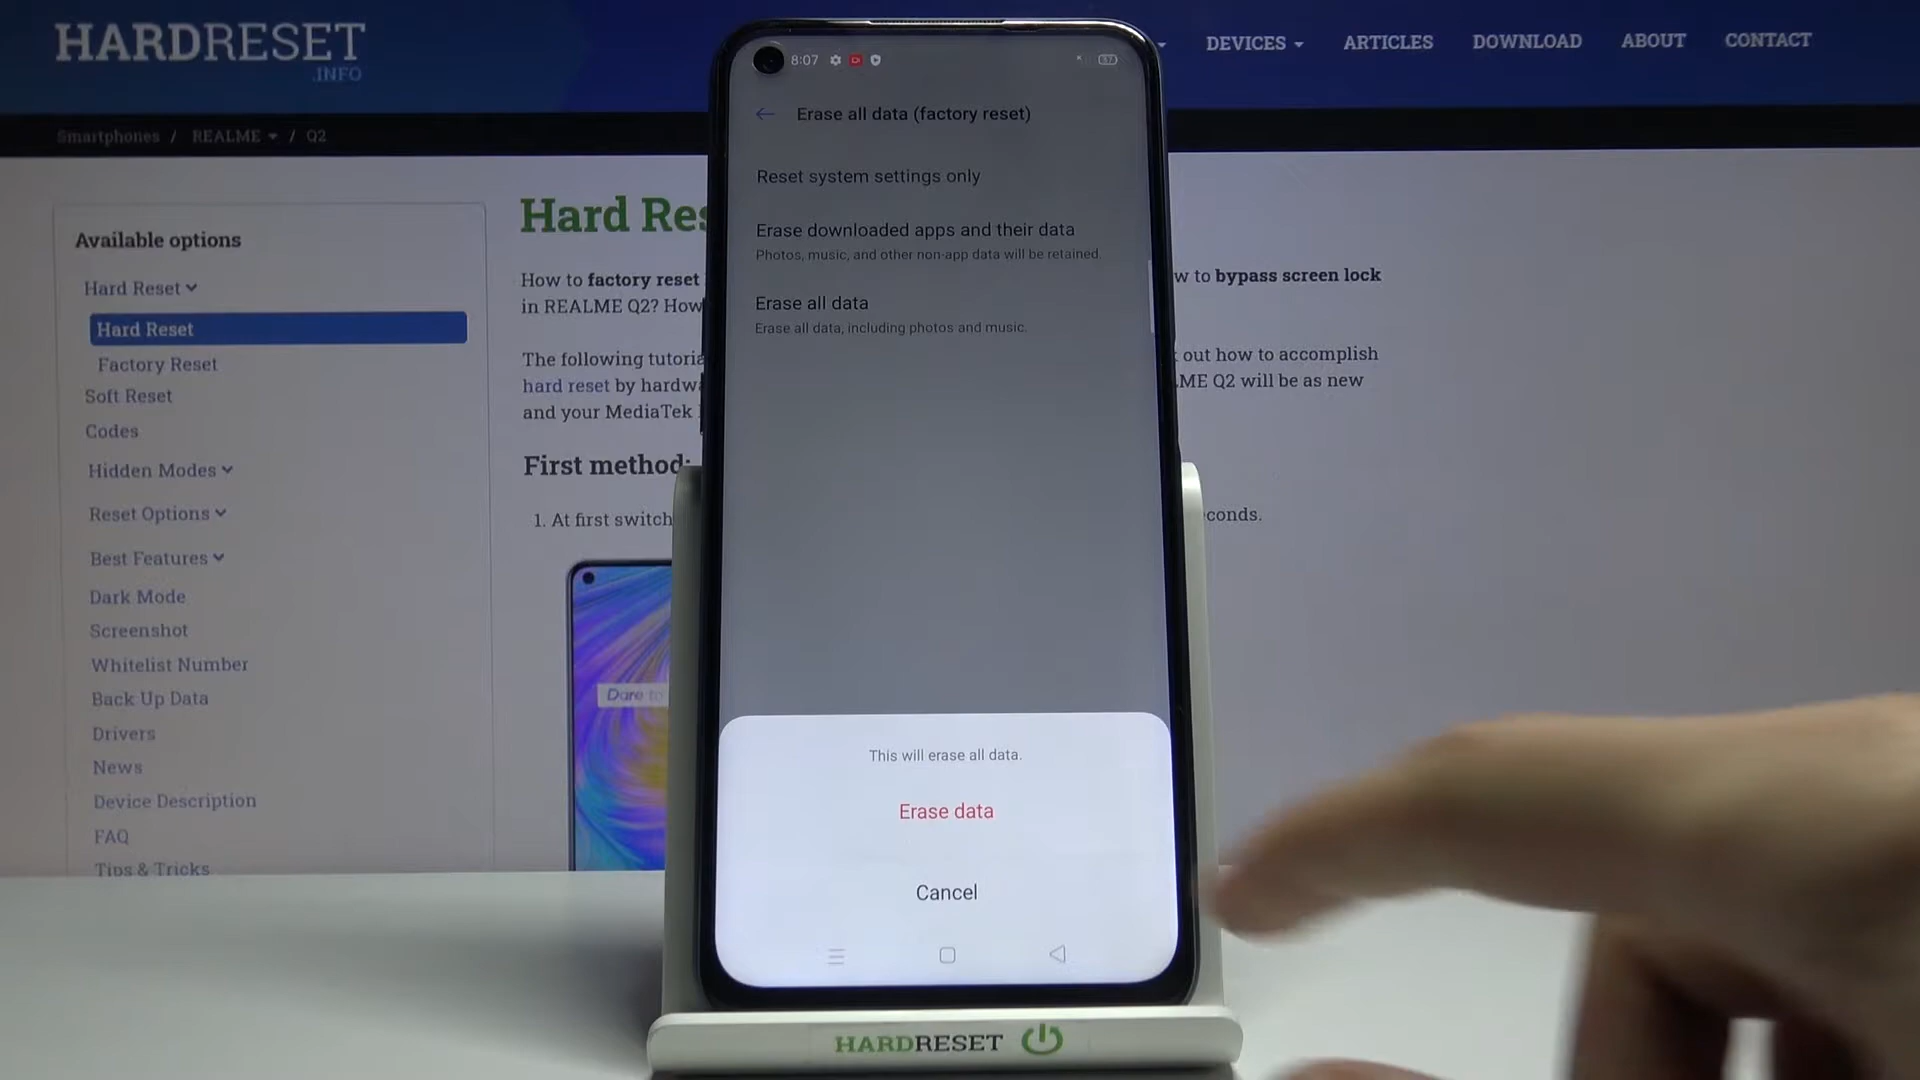 HARDRESET
.INFO
DEVICES
ARTICLES
DOWNLOAD
ABOUT
CONTACT
Smartphones / REALME / Q2
Available options
Hard Reset
Hard Reset
Factory Reset
Soft Reset
Codes
Hidden Modes
Reset Options
Best Features
Dark Mode
Screenshot
Whitelist Number
Back Up Data
Drivers
News
Device Description
FAQ
Tips & Tricks
Hard Res
How to factory reset
w to bypass screen lock
in REALME Q2? How
The following tutoria
out how to accomplish
hard reset by hardw
ME Q2 will be as new
and your MediaTek
First method:
1. At first switch
conds.
Dare to
8:07
57
Erase all data (factory reset)
Reset system settings only
Erase downloaded apps and their data
Photos, music, and other non-app data will be retained.
Erase all data
Erase all data, including photos and music.
This will erase all data.
Erase data
Cancel
HARDRESET